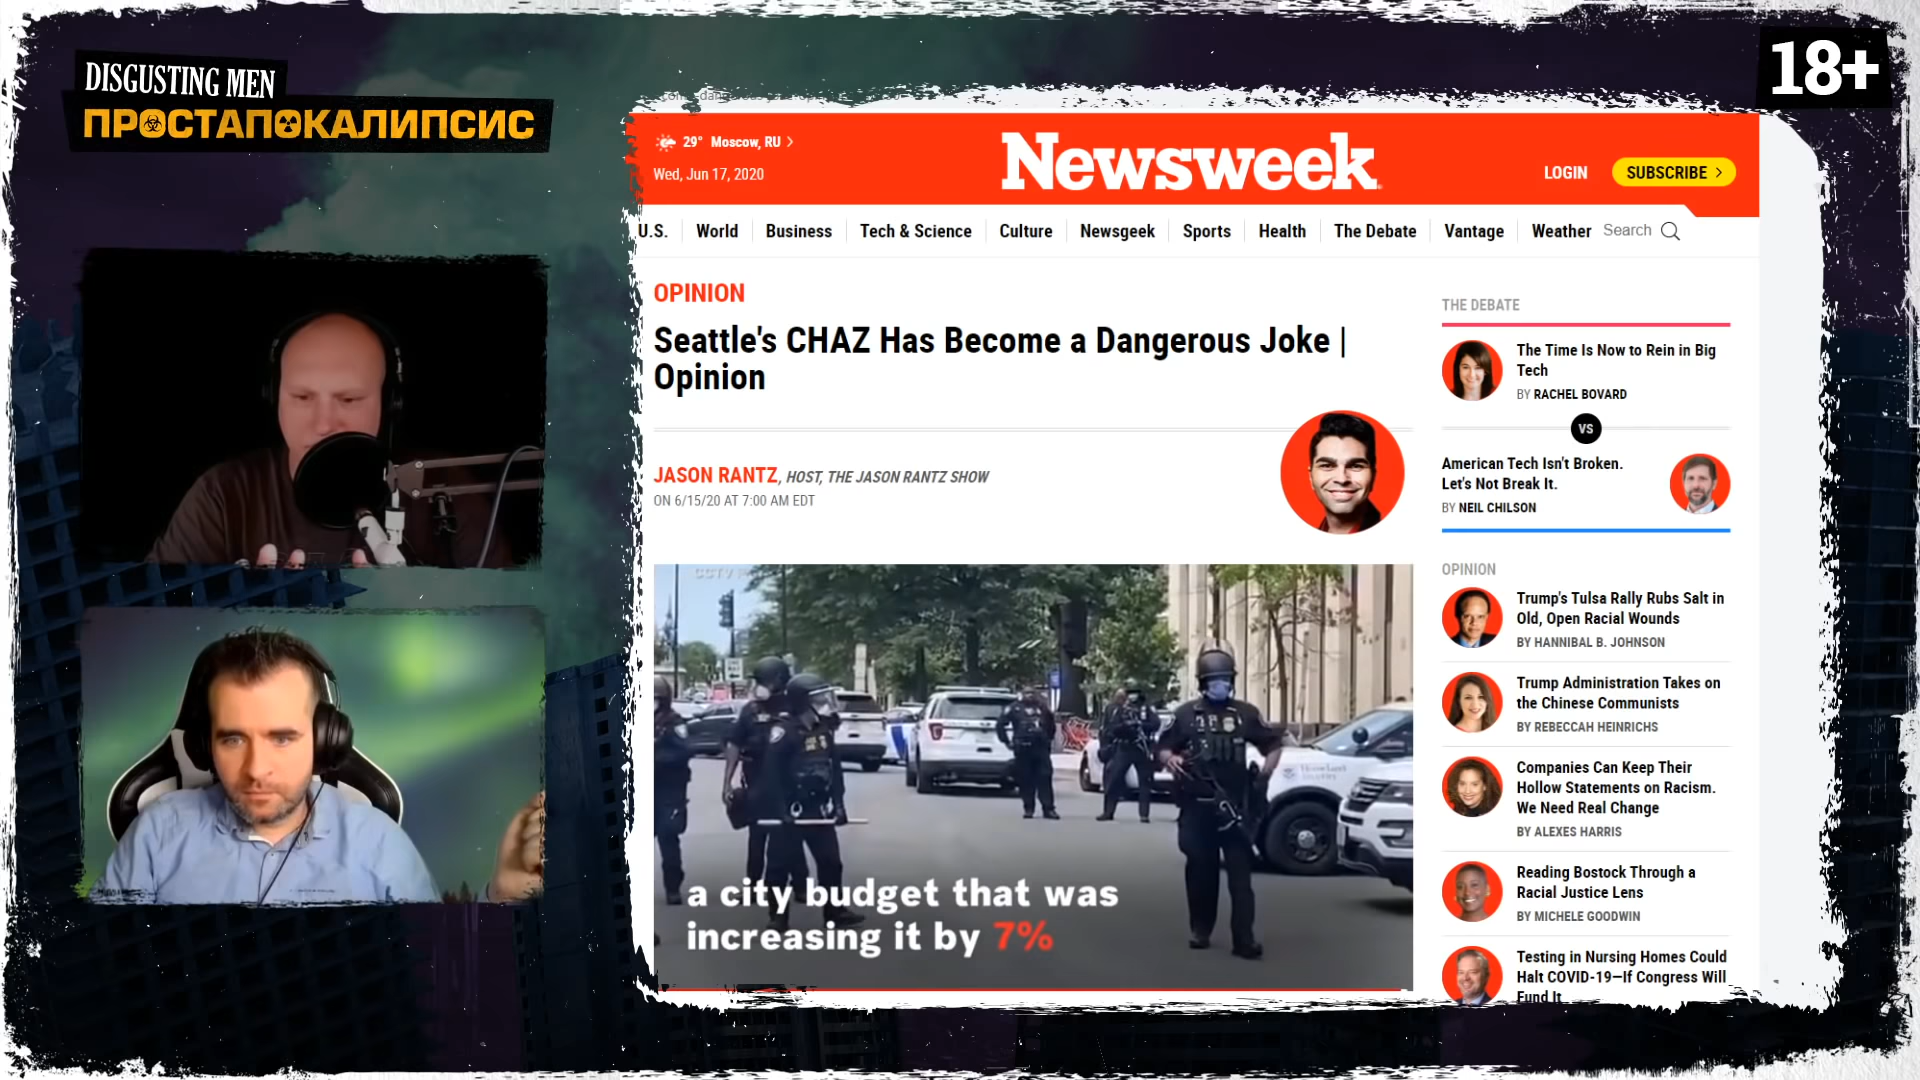 DISGUSTING MEN
ПРОСТАПОКАЛИПСИС
18+
29° Moscow, RU
Wed, Jun 17, 2020
Newsweek
LOGIN
SUBSCRIBE
U.S. World Business Tech & Science Culture Newsgeek Sports Health The Debate Vantage Weather Search
OPINION
Seattle's CHAZ Has Become a Dangerous Joke |
Opinion
JASON RANTZ, HOST, THE JASON RANTZ SHOW
ON 6/15/20 AT 7:00 AM EDT
CCTV
a city budget that was
increasing it by 7%
THE DEBATE
The Time Is Now to Rein in Big
Tech
BY RACHEL BOVARD
VS
American Tech Isn't Broken.
Let's Not Break It.
BY NEIL CHILSON
OPINION
Trump's Tulsa Rally Rubs Salt in
Old, Open Racial Wounds
BY HANNIBAL B. JOHNSON
Trump Administration Takes on
the Chinese Communists
BY REBECCAH HEINRICHS
Companies Can Keep Their
Hollow Statements on Racism.
We Need Real Change
BY ALEXES HARRIS
Reading Bostock Through a
Racial Justice Lens
BY MICHELE GOODWIN
Testing in Nursing Homes Could
Halt COVID-19—If Congress Will
Fund It